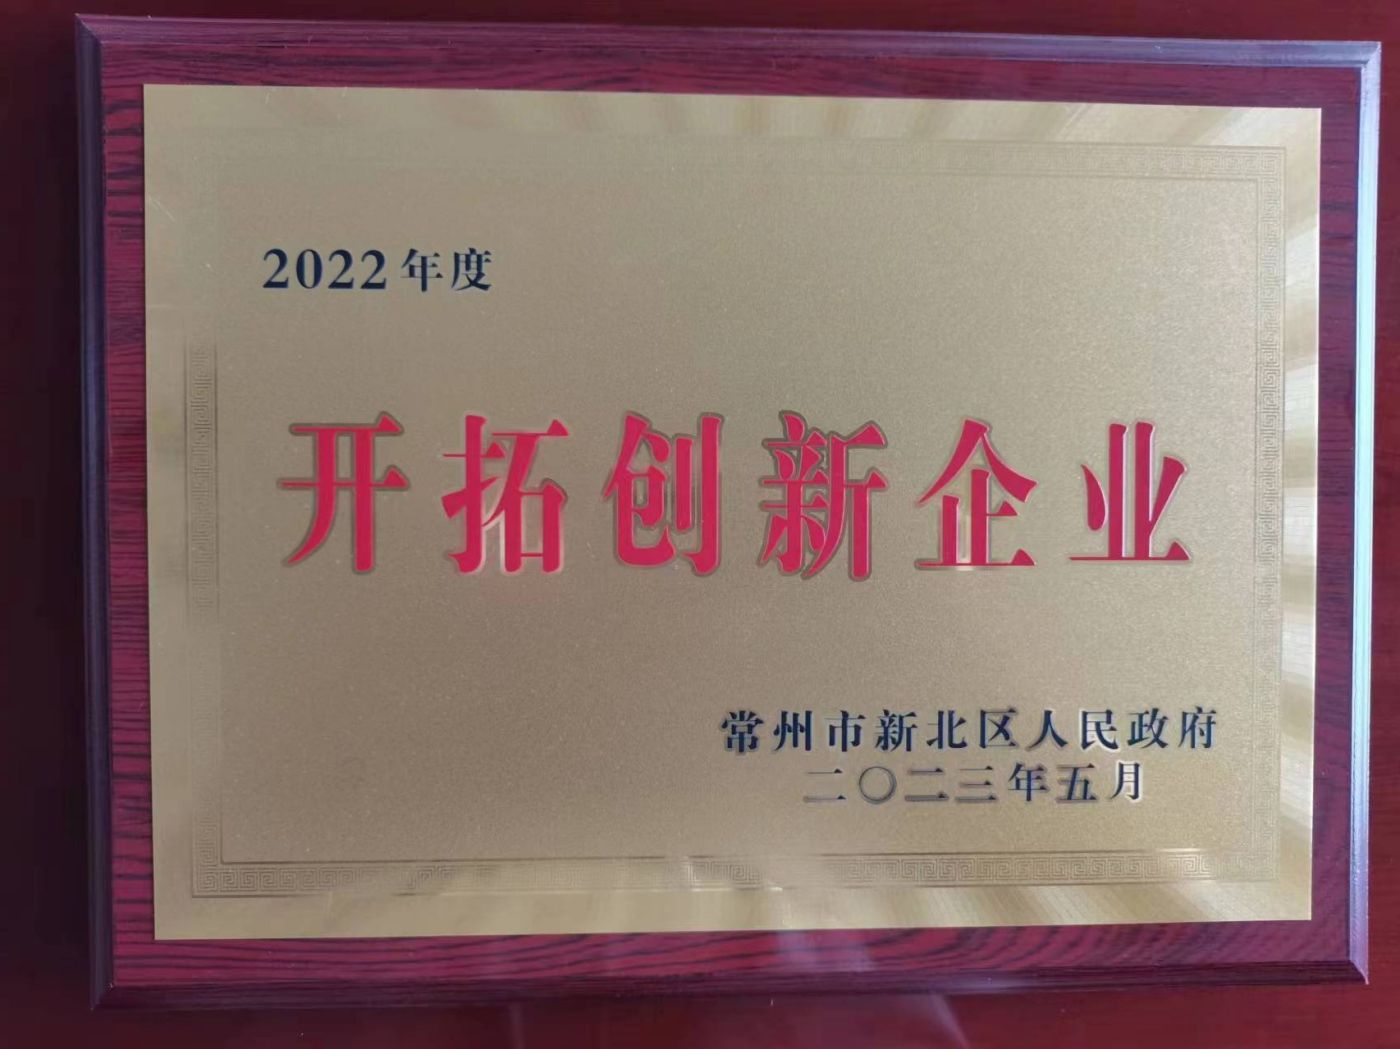 2022年度
开拓创新企业
常州市新北区人民政府
二〇二三年五月